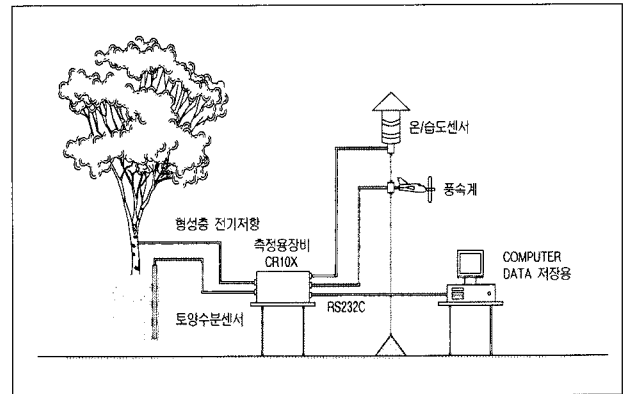 온/습도센서
풍속계
형성층 전기저항
측정용장비
CR10X
COMPUTER
DATA 저장용
RS232C
토양수분센서